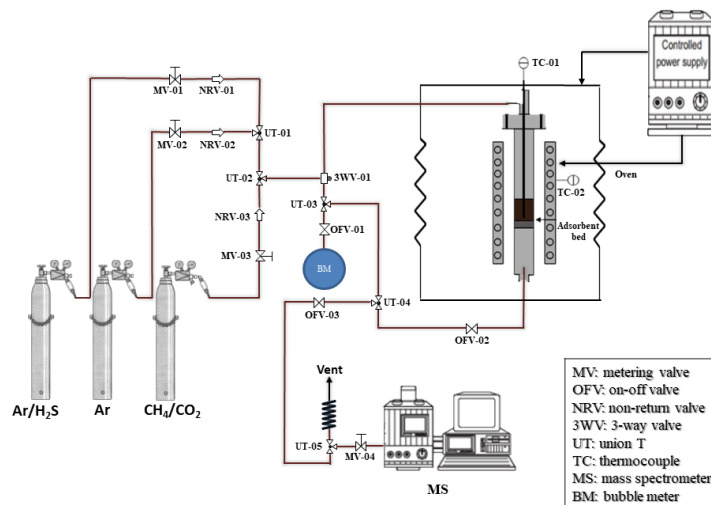 Controlled
power supply
TC-01
MV-01
NRV-01
UT-01
MV-02
NRV-02
UT-02
3WV-01
TC-02
Oven
UT-03
NRV-03
OFV-01
Adsorbent
bed
MV-03
BM
UT-04
OFV-03
OFV-02
Ar/H₂S
Ar
CH₄/CO₂
Vent
UT-05
MV-04
MS
MV: metering valve
OFV: on-off valve
NRV: non-return valve
3WV: 3-way valve
UT: union T
TC: thermocouple
MS: mass spectrometer
BM: bubble meter